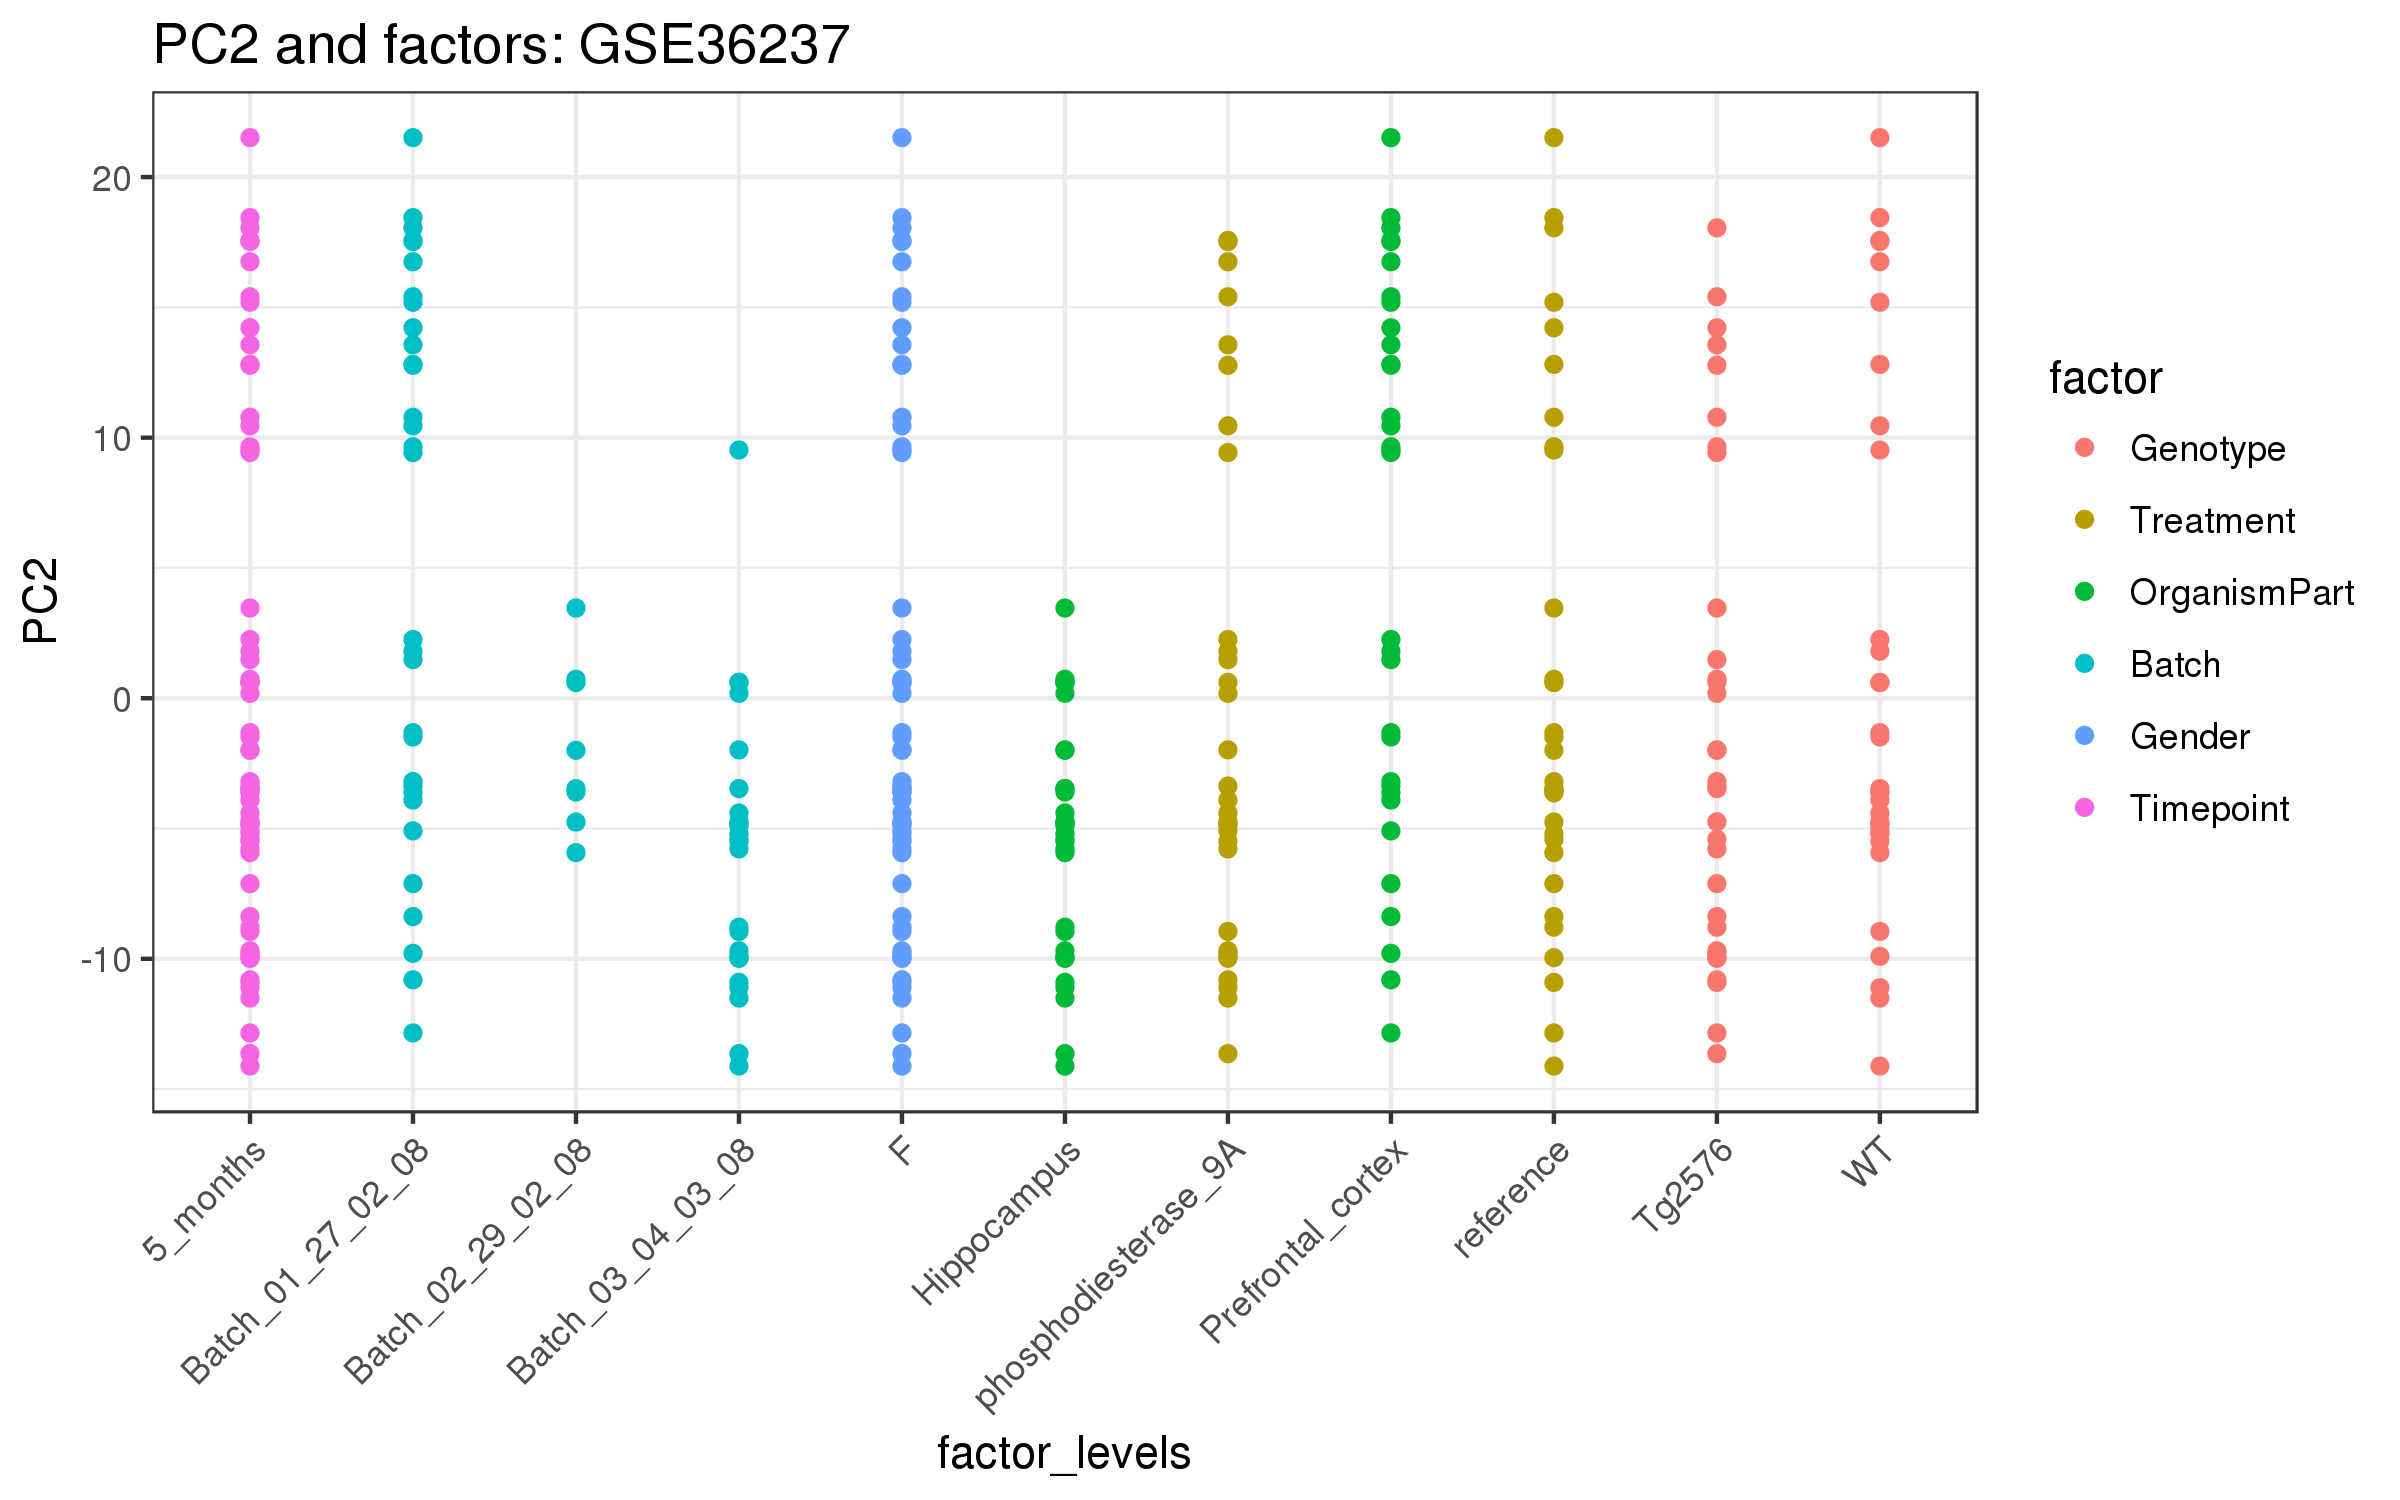 PC2 and factors: GSE36237
PC2
20
10
0
-10
5_months
Batch_01_27_02_08
Batch_02_29_02_08
Batch_03_04_03_08
F
Hippocampus
phosphodiesterase_9A
Prefrontal_cortex
reference
Tg2576
WT
factor_levels
factor
Genotype
Treatment
OrganismPart
Batch
Gender
Timepoint